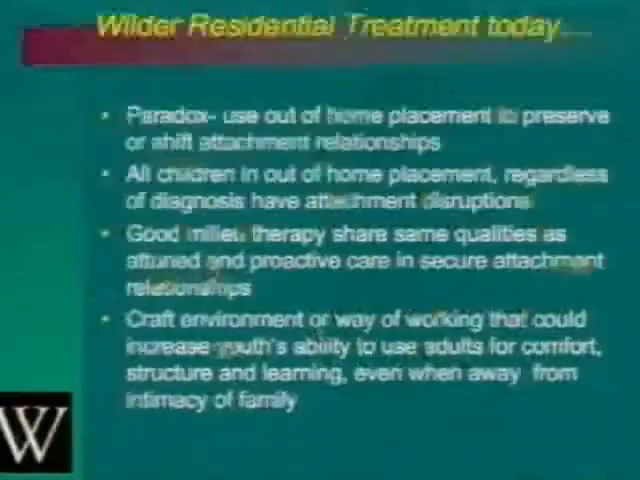 Wilder Residential Treatment today....
• Paradox- use out of home placement to preserve
or shift attachment relationships
• All children in out of home placement, regardless
of diagnosis have attachment disruptions
• Good milieu therapy share same qualities as
attuned and proactive care in secure attachment
relationships
• Craft environment or way of working that could
increase youth's ability to use adults for comfort,
structure and learning, even when away from
intimacy of family
W